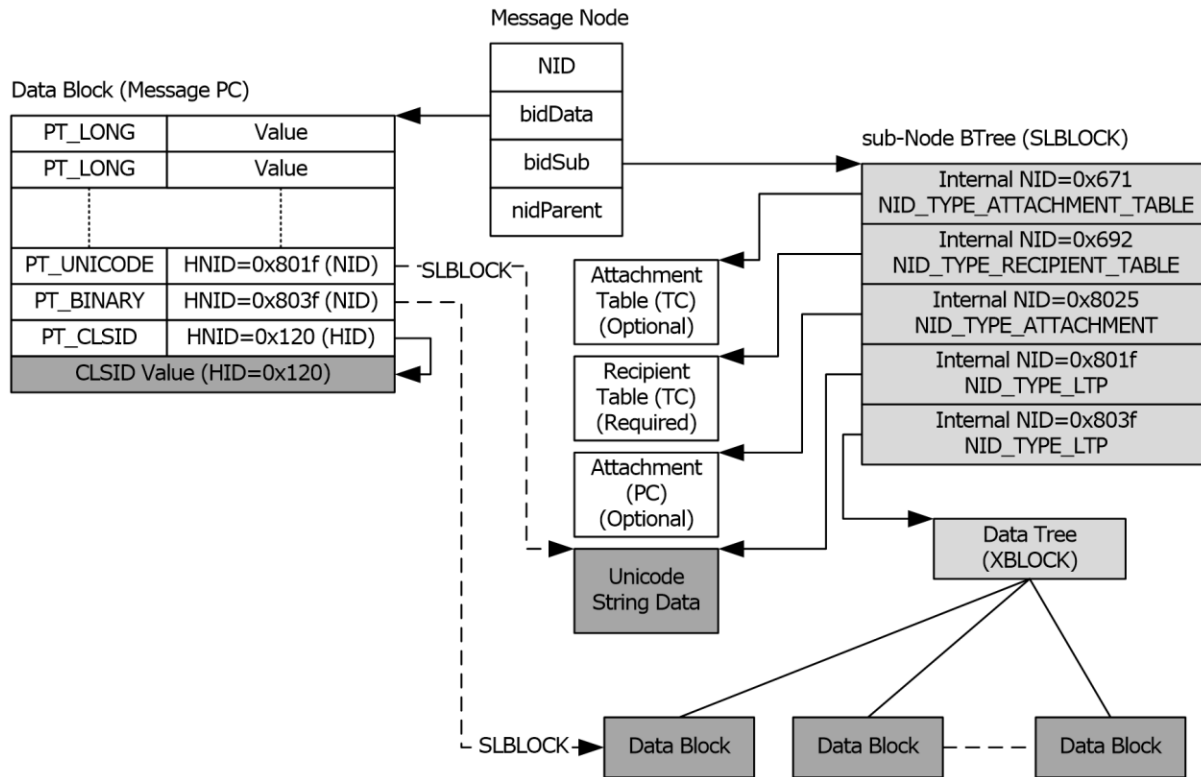 Message Node
NID
bidData
bidSub
nidParent
Data Block (Message PC)
PT_LONG Value
PT_LONG Value
PT_UNICODE HNID=0x801f (NID)
PT_BINARY HNID=0x803f (NID)
PT_CLSID HNID=0x120 (HID)
CLSID Value (HID=0x120)
SLBLOCK
sub-Node BTree (SLBLOCK)
Internal NID=0x671
NID_TYPE_ATTACHMENT_TABLE
Internal NID=0x692
NID_TYPE_RECIPIENT_TABLE
Internal NID=0x8025
NID_TYPE_ATTACHMENT
Internal NID=0x801f
NID_TYPE_LTP
Internal NID=0x803f
NID_TYPE_LTP
Attachment
Table (TC)
(Optional)
Recipient
Table (TC)
(Required)
Attachment
(PC)
(Optional)
Unicode
String Data
Data Tree
(XBLOCK)
SLBLOCK
Data Block
Data Block
Data Block